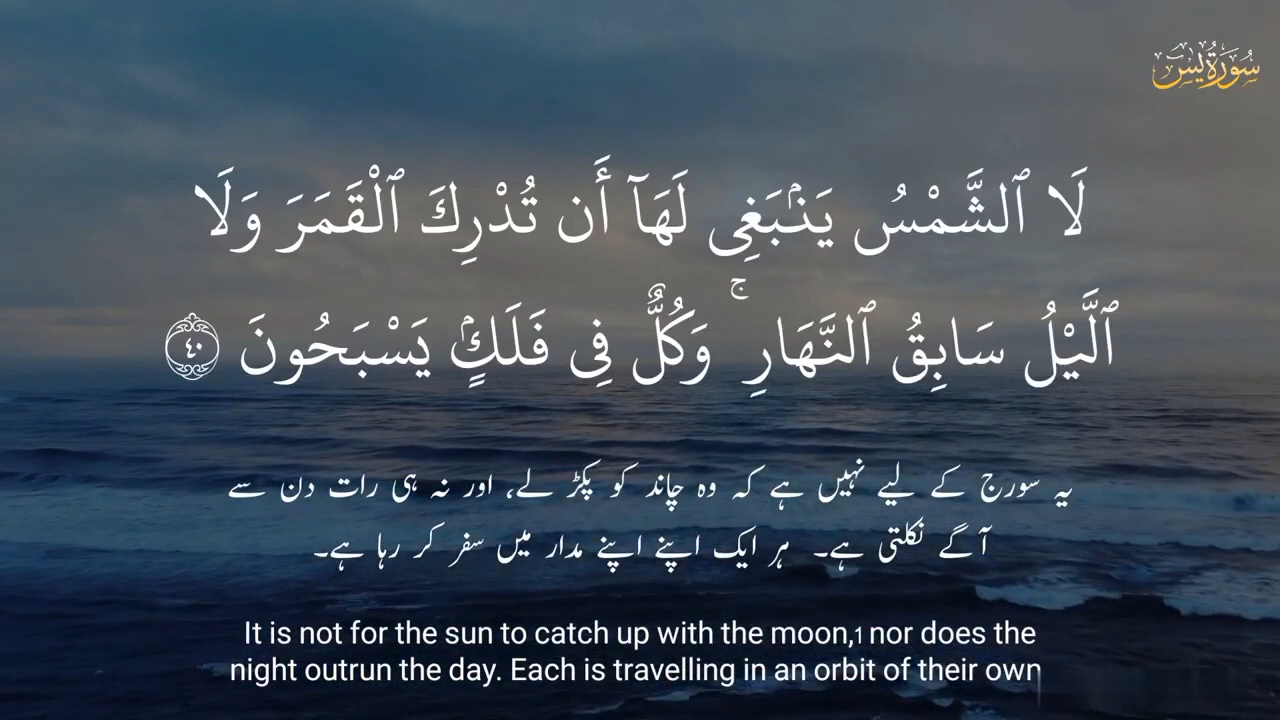 سُورَةُ يس
لَا ٱلشَّمْسُ يَنۢبَغِى لَهَآ أَن تُدْرِكَ ٱلْقَمَرَ وَلَا
ٱلَّيْلُ سَابِقُ ٱلنَّهَارِ ۚ وَكُلٌّ فِى فَلَكٍۢ يَسْبَحُونَ ٤٠
یہ سورج کے لیے نہیں ہے کہ وہ چاند کو پکڑ لے، اور نہ ہی رات دن سے
آگے نکلتی ہے۔ ہر ایک اپنے اپنے مدار میں سفر کر رہا ہے۔
It is not for the sun to catch up with the moon,1 nor does the
night outrun the day. Each is travelling in an orbit of their own